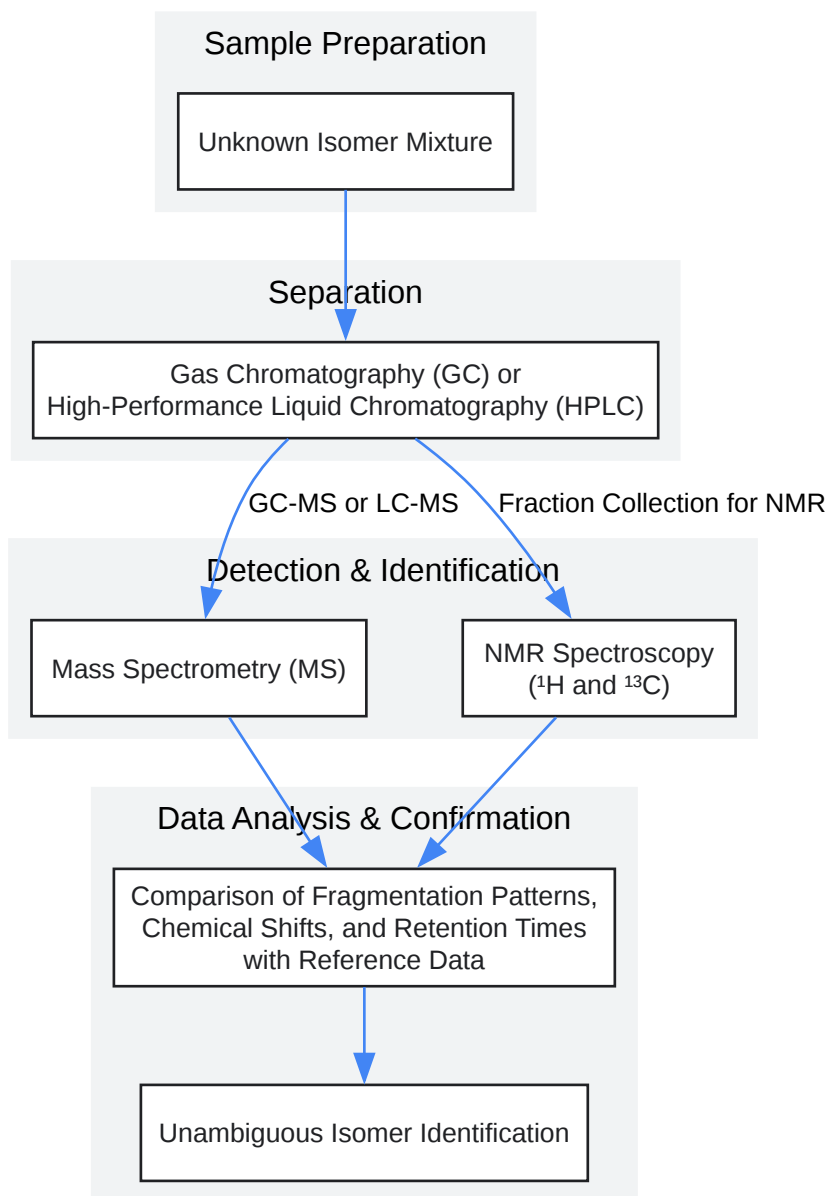 Sample Preparation
Unknown Isomer Mixture
Separation
Gas Chromatography (GC) or
High-Performance Liquid Chromatography (HPLC)
GC-MS or LC-MS
Fraction Collection for NMR
Detection & Identification
Mass Spectrometry (MS)
NMR Spectroscopy
(¹H and ¹³C)
Data Analysis & Confirmation
Comparison of Fragmentation Patterns,
Chemical Shifts, and Retention Times
with Reference Data
Unambiguous Isomer Identification